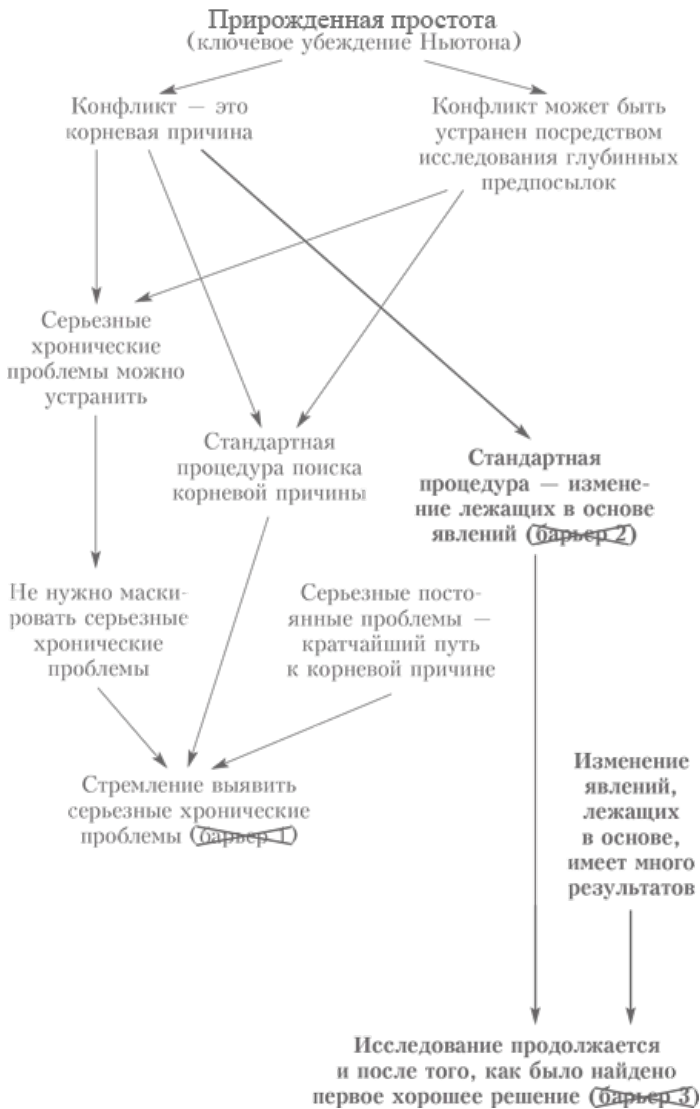 Прирожденная простота
(ключевое убеждение Ньютона)
Конфликт — это
корневая причина
Конфликт может быть
устранен посредством
исследования глубинных
предпосылок
Серьезные
хронические
проблемы можно
устранить
Стандартная
процедура поиска
корневой причины
Стандартная
процедура — измене-
ние лежащих в основе
явлений (барьер 2)
Не нужно маски-
ровать серьезные
хронические
проблемы
Серьезные посто-
янные проблемы —
кратчайший путь
к корневой причине
Стремление выявить
серьезные хронические
проблемы (барьер 1)
Изменение
явлений,
лежащих
в основе,
имеет много
результатов
Исследование продолжается
и после того, как было найдено
первое хорошее решение (барьер 3)